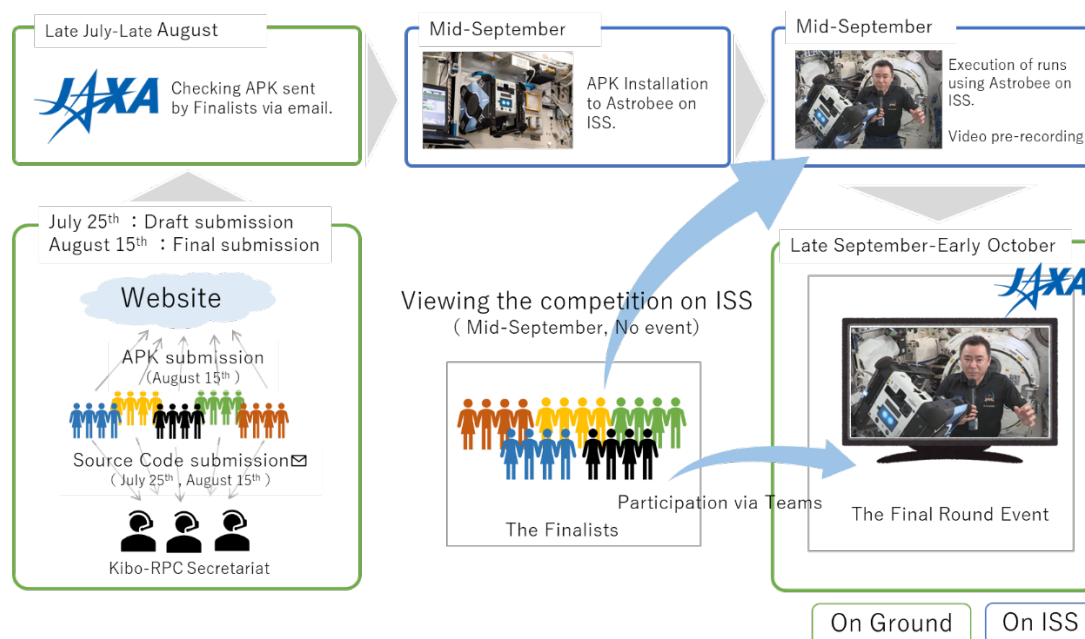 Late July-Late August
JAXA
Checking APK sent
by Finalists via email.
Mid-September
APK Installation
to Astrobee on
ISS.
Mid-September
Execution of runs
using Astrobee on
ISS.
Video pre-recording
July 25th：Draft submission
August 15th：Final submission
Website
APK submission
(August 15th )
Source Code submission✉
( July 25th , August 15th )
Kibo-RPC Secretariat
Viewing the competition on ISS
( Mid-September, No event)
The Finalists
Participation via Teams
Late September-Early October
JAXA
The Final Round Event
On Ground
On ISS